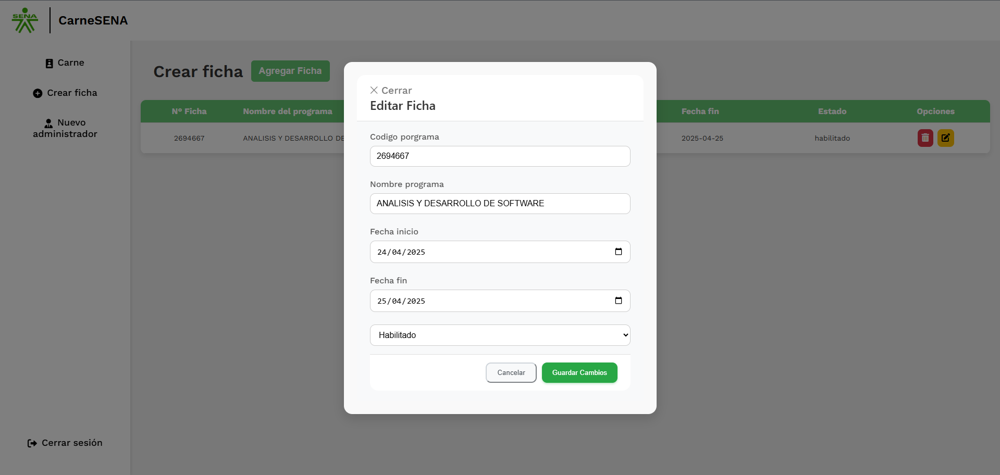 SENA
CarneSENA
Carne
Crear ficha
Nuevo
administrador
Cerrar sesión
Crear ficha
Agregar Ficha
Nº Ficha
Nombre del programa
Fecha fin
Estado
Opciones
2694667
ANALISIS Y DESARROLLO DE
2025-04-25
habilitado
Cerrar
Editar Ficha
Codigo porgrama
2694667
Nombre programa
ANALISIS Y DESARROLLO DE SOFTWARE
Fecha inicio
24/04/2025
Fecha fin
25/04/2025
Habilitado
Cancelar
Guardar Cambios